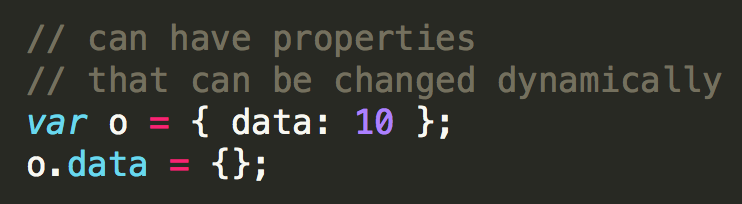 // can have properties
// that can be changed dynamically
var o = { data: 10 };
o.data = {};